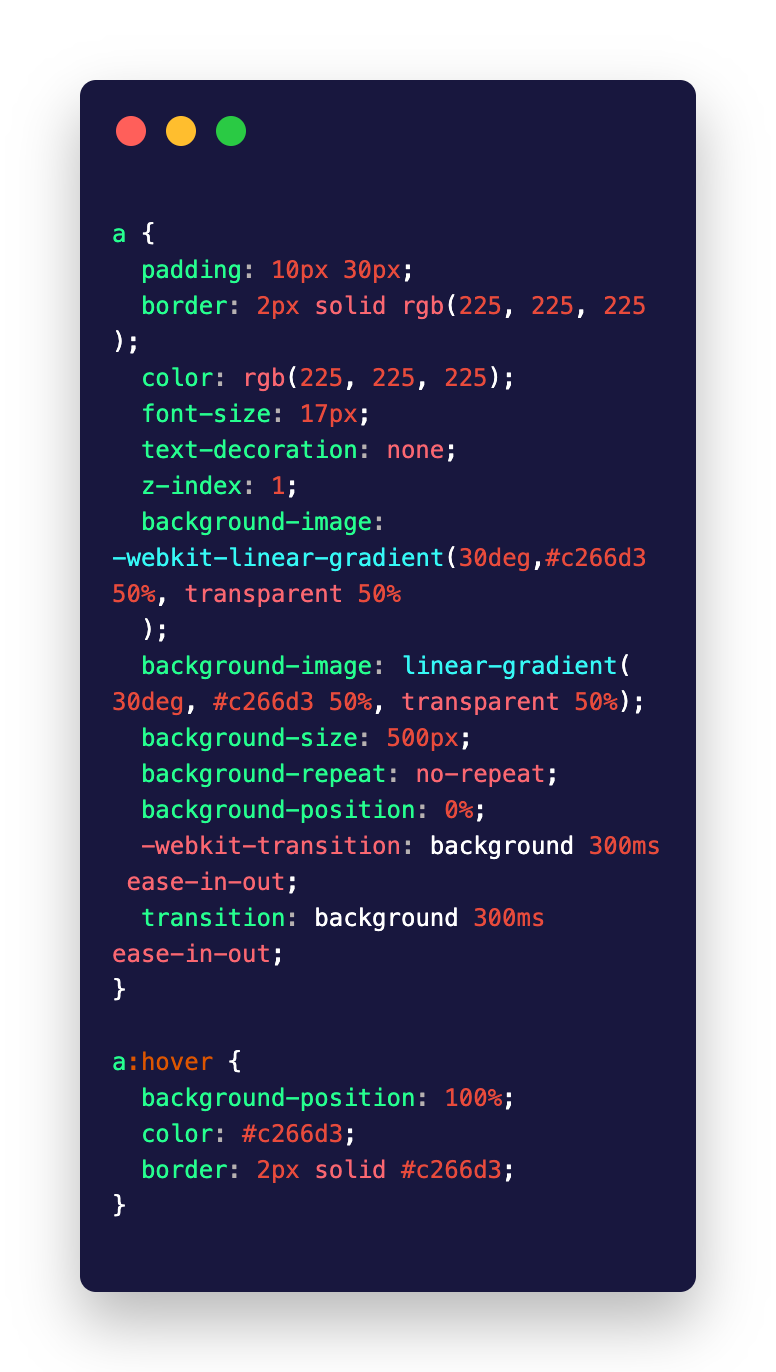 a {
  padding: 10px 30px;
  border: 2px solid rgb(225, 225, 225
);
  color: rgb(225, 225, 225);
  font-size: 17px;
  text-decoration: none;
  z-index: 1;
  background-image:
-webkit-linear-gradient(30deg,#c266d3
50%, transparent 50%
  );
  background-image: linear-gradient(
30deg, #c266d3 50%, transparent 50%);
  background-size: 500px;
  background-repeat: no-repeat;
  background-position: 0%;
  -webkit-transition: background 300ms
 ease-in-out;
  transition: background 300ms
ease-in-out;
}

a:hover {
  background-position: 100%;
  color: #c266d3;
  border: 2px solid #c266d3;
}